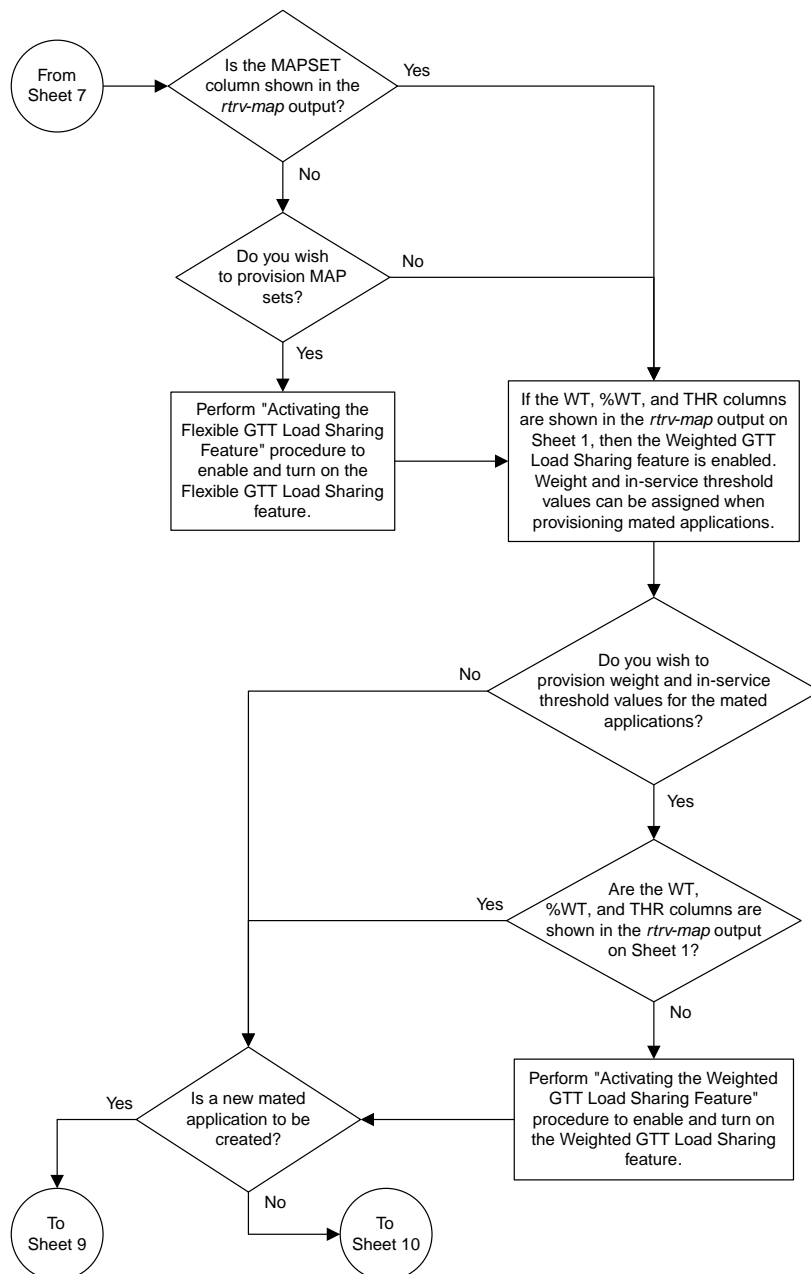 From
Sheet 7
Is the MAPSET
column shown in the
rtrv-map output?
Yes
No
Do you wish
to provision MAP
sets?
No
Yes
Perform "Activating the
Flexible GTT Load Sharing
Feature" procedure to
enable and turn on the
Flexible GTT Load Sharing
feature.
If the WT, %WT, and THR columns
are shown in the rtrv-map output on
Sheet 1, then the Weighted GTT
Load Sharing feature is enabled.
Weight and in-service threshold
values can be assigned when
provisioning mated applications.
Do you wish to
provision weight and in-service
threshold values for the mated
applications?
No
Yes
Are the WT,
%WT, and THR columns are
shown in the rtrv-map output
on Sheet 1?
Yes
No
Perform "Activating the Weighted
GTT Load Sharing Feature"
procedure to enable and turn on
the Weighted GTT Load Sharing
feature.
Is a new mated
application to be
created?
Yes
No
To
Sheet 9
To
Sheet 10